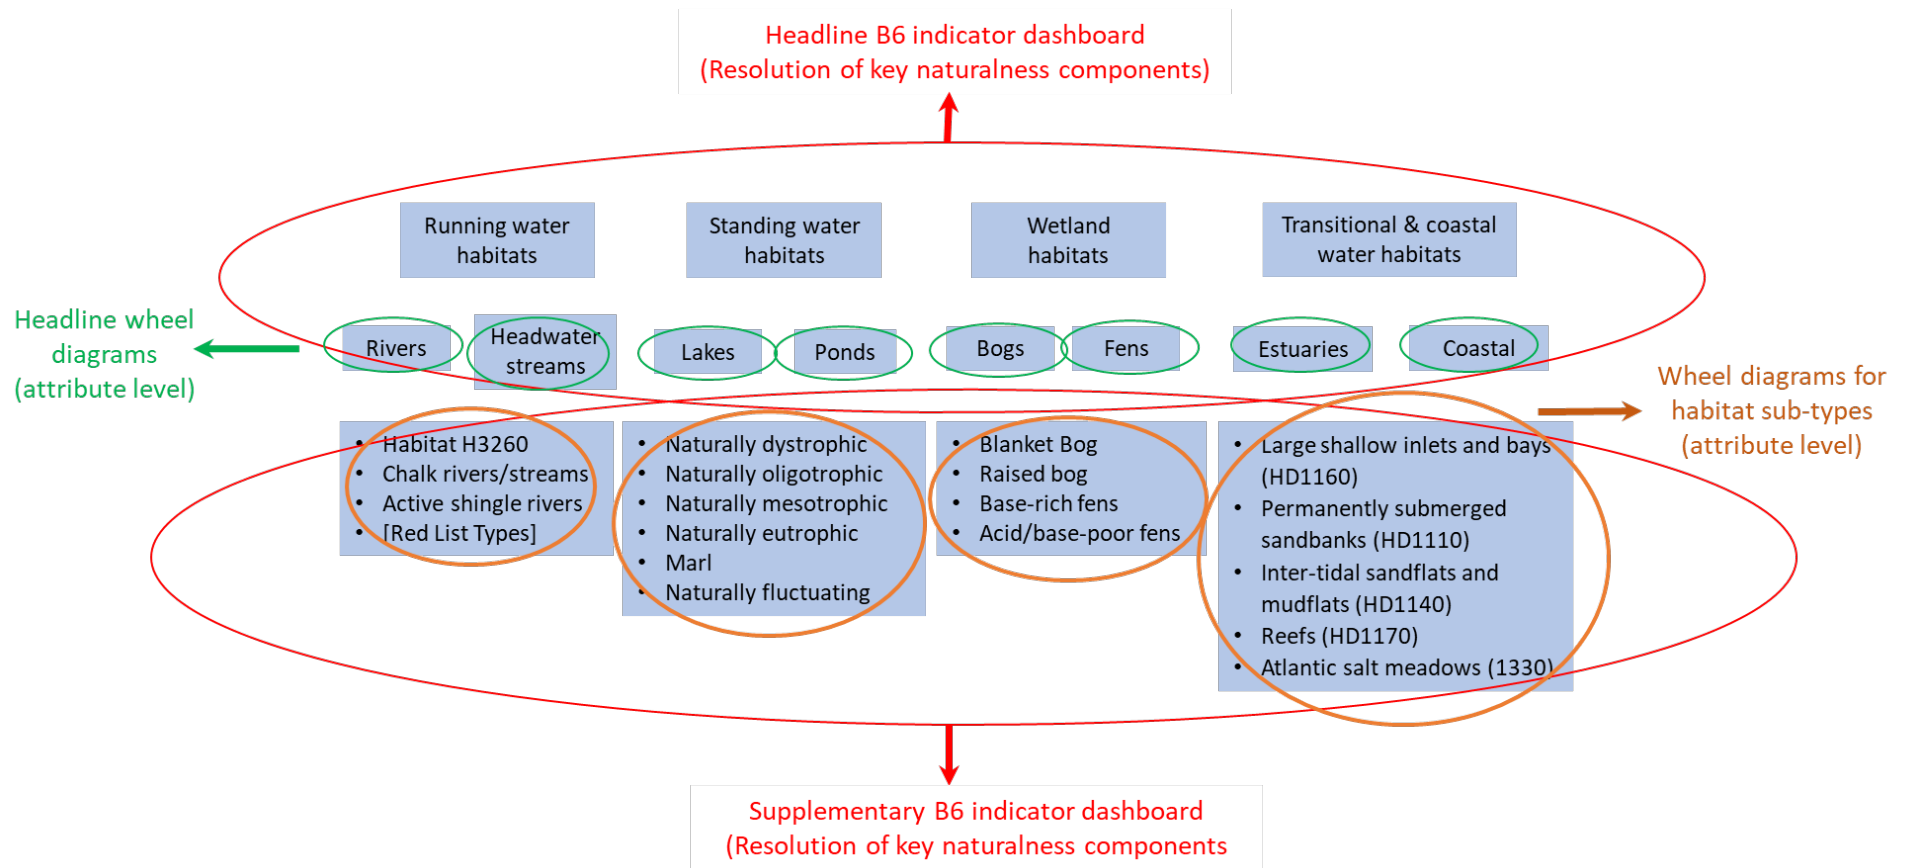 Headline B6 indicator dashboard
(Resolution of key naturalness components)
Running water
habitats
Standing water
habitats
Wetland
habitats
Transitional & coastal
water habitats
Headline wheel
diagrams
(attribute level)
Rivers
Headwater
streams
Lakes
Ponds
Bogs
Fens
Estuaries
Coastal
Wheel diagrams for
habitat sub-types
(attribute level)
• Habitat H3260
• Chalk rivers/streams
• Active shingle rivers
• [Red List Types]
• Naturally dystrophic
• Naturally oligotrophic
• Naturally mesotrophic
• Naturally eutrophic
• Marl
• Naturally fluctuating
• Blanket Bog
• Raised bog
• Base-rich fens
• Acid/base-poor fens
• Large shallow inlets and bays
(HD1160)
• Permanently submerged
sandbanks (HD1110)
• Inter-tidal sandflats and
mudflats (HD1140)
• Reefs (HD1170)
• Atlantic salt meadows (1330)
Supplementary B6 indicator dashboard
(Resolution of key naturalness components